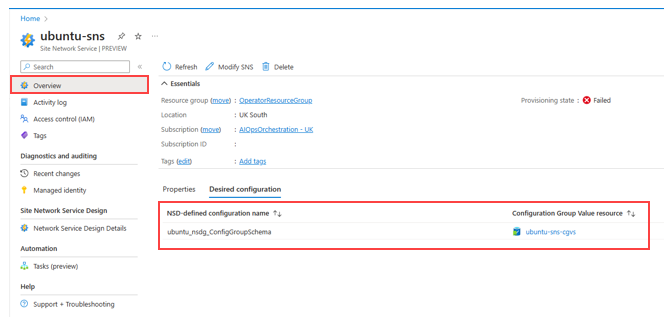 Home >
ubuntu-sns
Site Network Service | PREVIEW
Search
Overview
Activity log
Access control (IAM)
Tags
Diagnostics and auditing
Recent changes
Managed identity
Site Network Service Design
Network Service Design Details
Automation
Tasks (preview)
Help
Support + Troubleshooting
Refresh Modify SNS Delete
Essentials
Resource group (move) : OperatorResourceGroup
Location : UK South
Subscription (move) : AIOpsOrchestration - UK
Subscription ID :
Tags (edit) : Add tags
Provisioning state : Failed
Properties Desired configuration
NSD-defined configuration name Configuration Group Value resource
ubuntu_nsdg_ConfigGroupSchema ubuntu-sns-cgvs